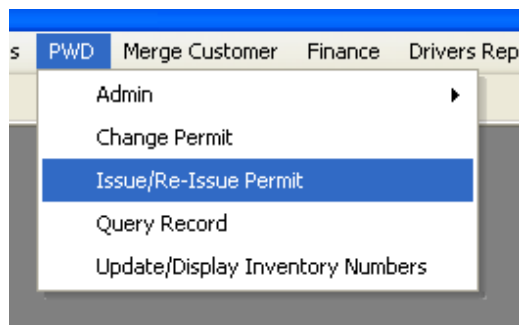 s PWD Merge Customer Finance Drivers Rep
Admin
Change Permit
Issue/Re-Issue Permit
Query Record
Update/Display Inventory Numbers